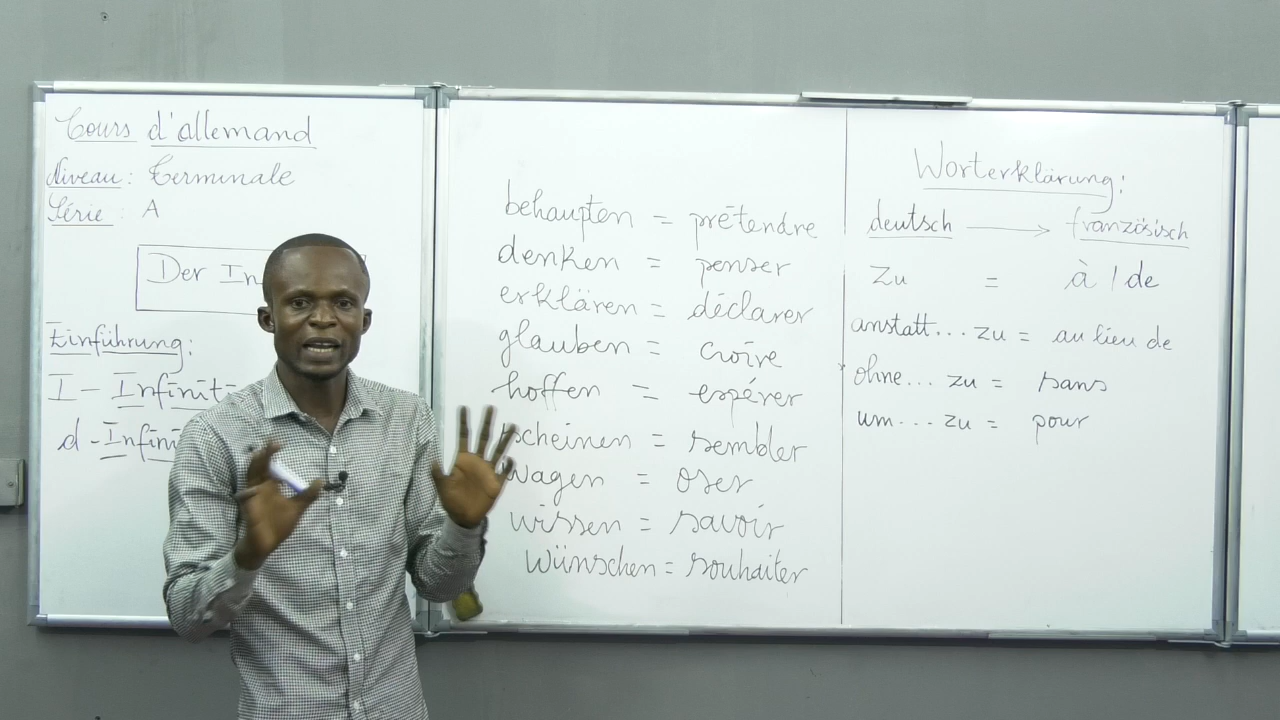 Cours d'allemand
Niveau : Terminale
Série : A
Der
Einführung:
I -
d -
behaupten = prétendre
denken = penser
erklären = déclarer
glauben = croire
hoffen = espérer
scheinen = sembler
wagen = oser
wissen = savoir
wünschen = souhaiter
Worterklärung:
deutsch → französisch
zu = à / de
anstatt... zu = au lieu de
ohne... zu = sans
um... zu = pour